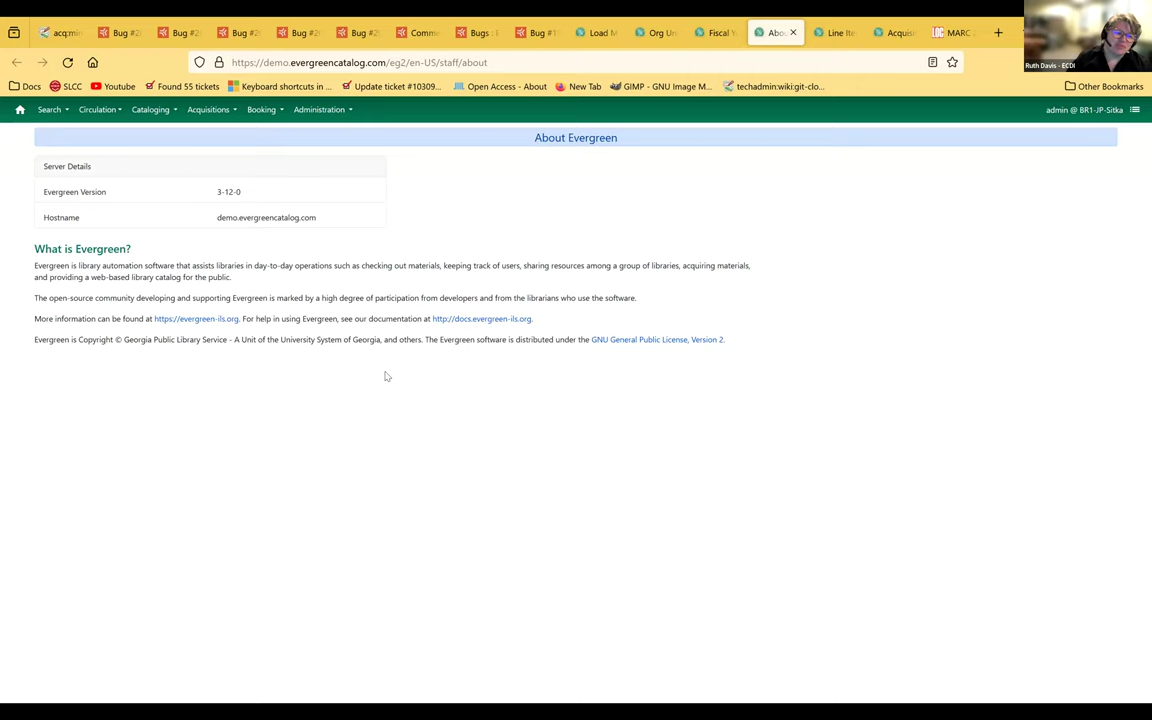 acq:min
Bug #2
Bug #2
Bug #2
Bug #2
Bug #2
Comme
Bugs :
Bug #1
Load M
Org Un
Fiscal Y
Abo
Line Ite
Acquis
MARC
Ruth Davis - ECDI
https://demo.evergreencatalog.com/eg2/en-US/staff/about
Docs SLCC Youtube Found 55 tickets Keyboard shortcuts in ... Update ticket #10309... Open Access - About New Tab GIMP - GNU Image M... techadmin:wiki:git-clo... Other Bookmarks
Search Circulation Cataloging Acquisitions Booking Administration admin @ BR1-JP-Sitka
About Evergreen
Server Details
Evergreen Version 3-12-0
Hostname demo.evergreencatalog.com
What is Evergreen?
Evergreen is library automation software that assists libraries in day-to-day operations such as checking out materials, keeping track of users, sharing resources among a group of libraries, acquiring materials,
and providing a web-based library catalog for the public.
The open-source community developing and supporting Evergreen is marked by a high degree of participation from developers and from the librarians who use the software.
More information can be found at https://evergreen-ils.org. For help in using Evergreen, see our documentation at http://docs.evergreen-ils.org.
Evergreen is Copyright © Georgia Public Library Service - A Unit of the University System of Georgia, and others. The Evergreen software is distributed under the GNU General Public License, Version 2.